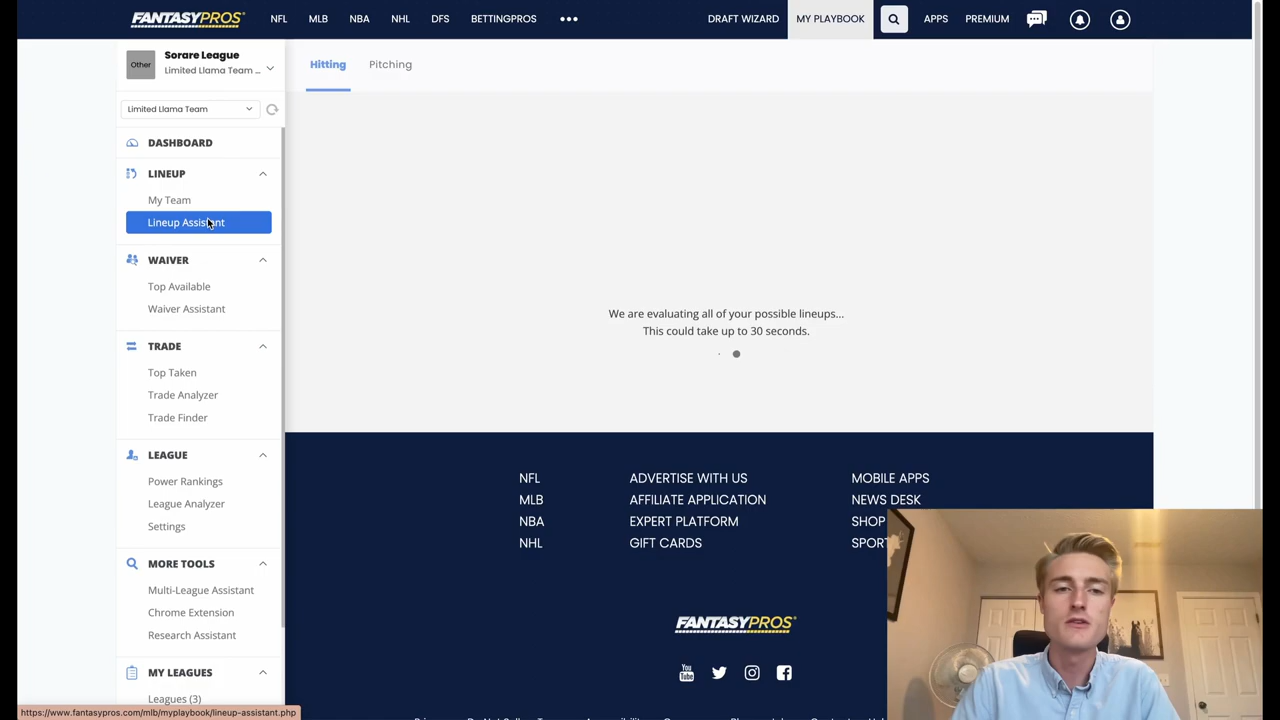 FANTASYPROS
NFL
MLB
NBA
NHL
DFS
BETTINGPROS
DRAFT WIZARD
MY PLAYBOOK
APPS
PREMIUM
Other
Sorare League
Limited Llama Team ...
Limited Llama Team
Hitting
Pitching
DASHBOARD
LINEUP
My Team
Lineup Assistant
WAIVER
Top Available
Waiver Assistant
TRADE
Top Taken
Trade Analyzer
Trade Finder
LEAGUE
Power Rankings
League Analyzer
Settings
MORE TOOLS
Multi-League Assistant
Chrome Extension
Research Assistant
MY LEAGUES
Leagues (3)
We are evaluating all of your possible lineups...
This could take up to 30 seconds.
NFL
MLB
NBA
NHL
ADVERTISE WITH US
AFFILIATE APPLICATION
EXPERT PLATFORM
GIFT CARDS
MOBILE APPS
NEWS DESK
SHOP
SPORT
FANTASYPROS
You
Tube
https://www.fantasypros.com/mlb/myplaybook/lineup-assistant.php